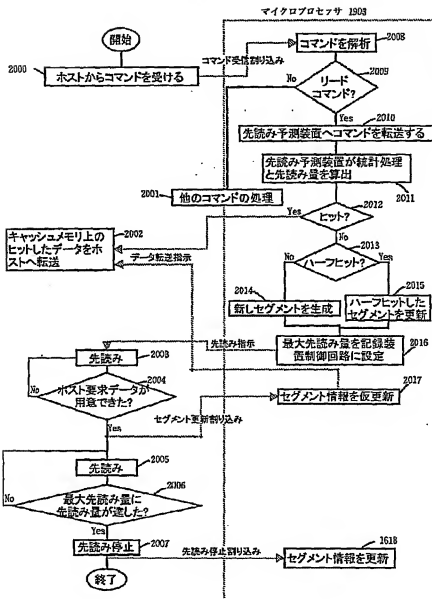 マイクロプロセッサ 1903
開始
2000
ホストからコマンドを受ける
コマンド受信割り込み
コマンドを解析
2008
リード
コマンド?
2009
No
Yes
2010
先読み予測装置へコマンドを転送する
先読み予測装置が統計処理
と先読み量を算出
2011
2001
他のコマンドの処理
2012
ヒット?
Yes
No
2002
キャッシュメモリ上の
ヒットしたデータをホ
ストへ転送
データ転送指示
2013
ハーフヒット?
No
Yes
2014
新しセグメントを生成
2015
ハーフヒットした
セグメントを更新
最大先読み量を記録装
置制御回路に設定
2016
先読み指示
先読み
2003
2004
ホスト要求データが
用意できた?
No
Yes
セグメント更新割り込み
2017
セグメント情報を仮更新
先読み
2005
2006
最大先読み量に
先読み量が達した?
No
Yes
先読み停止
2007
先読み停止割り込み
1618
セグメント情報を更新
終了